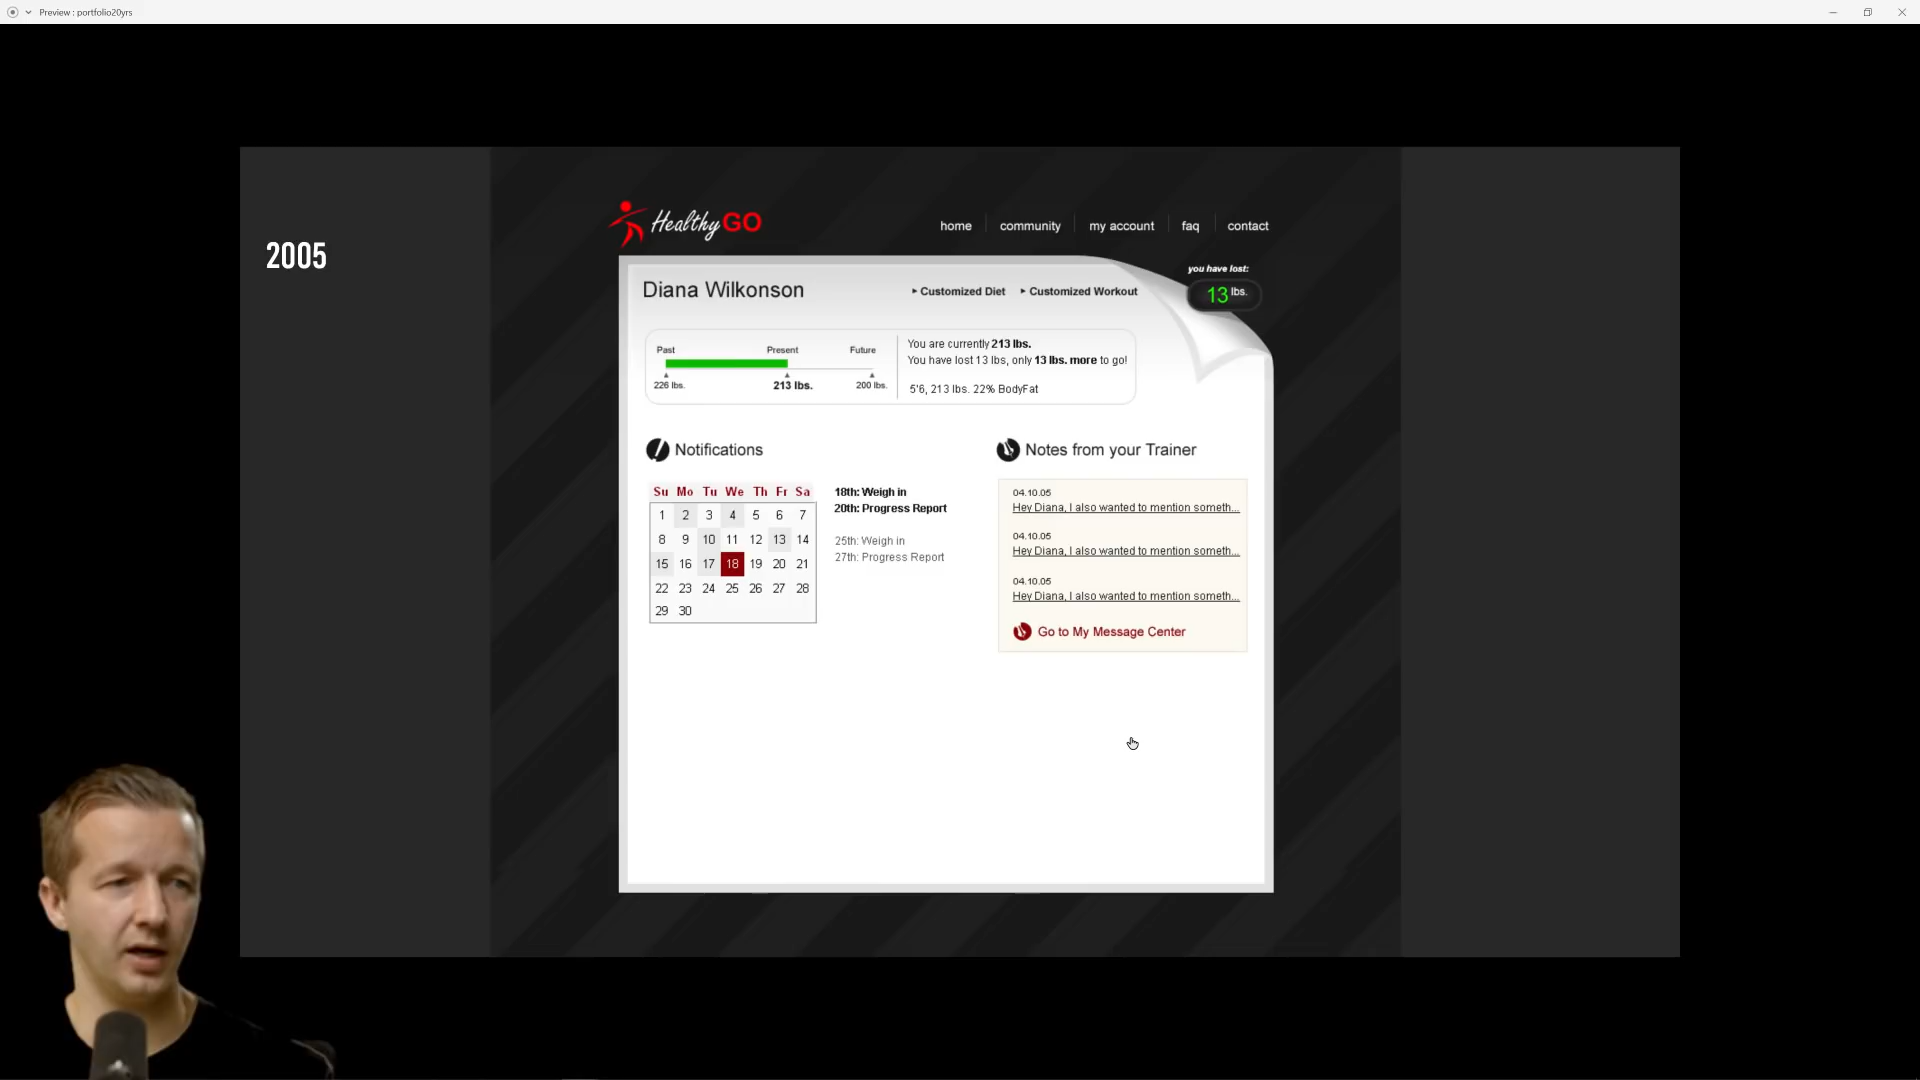 Preview : portfolio20yrs
2005
HealthyGO
home community my account faq contact
you have lost:
13 lbs.
Diana Wilkonson
Customized Diet Customized Workout
Past Present Future
226 lbs. 213 lbs. 200 lbs.
You are currently 213 lbs.
You have lost 13 lbs, only 13 lbs. more to go!
5'6, 213 lbs. 22% BodyFat
Notifications
Su Mo Tu We Th Fr Sa
1 2 3 4 5 6 7
8 9 10 11 12 13 14
15 16 17 18 19 20 21
22 23 24 25 26 27 28
29 30
18th: Weigh in
20th: Progress Report
25th: Weigh in
27th: Progress Report
Notes from your Trainer
04.10.05
Hey Diana, I also wanted to mention someth...
04.10.05
Hey Diana, I also wanted to mention someth...
04.10.05
Hey Diana, I also wanted to mention someth...
Go to My Message Center